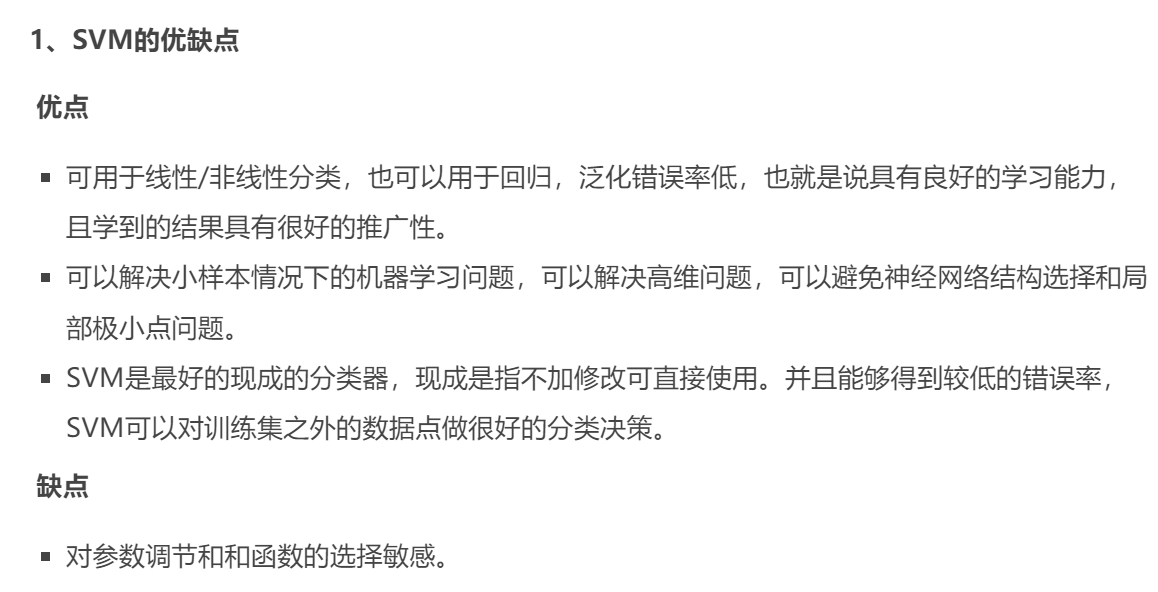 1、SVM的优缺点
优点
▪ 可用于线性/非线性分类，也可以用于回归，泛化错误率低，也就是说具有良好的学习能力，
且学到的结果具有很好的推广性。
▪ 可以解决小样本情况下的机器学习问题，可以解决高维问题，可以避免神经网络结构选择和局
部极小点问题。
▪ SVM是最好的现成的分类器，现成是指不加修改可直接使用。并且能够得到较低的错误率，
SVM可以对训练集之外的数据点做很好的分类决策。
缺点
▪ 对参数调节和和函数的选择敏感。